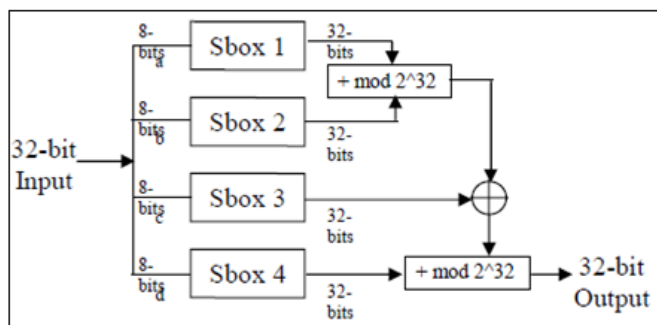 8-
bits
a
Sbox 1
32-
bits
+ mod 2^32
8-
bits
b
Sbox 2
32-
bits
32-bit
Input
8-
bits
c
Sbox 3
32-
bits
8-
bits
d
Sbox 4
32-
bits
+ mod 2^32
32-bit
Output